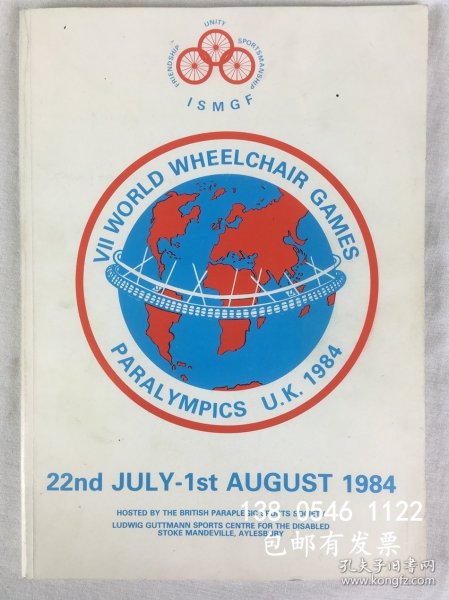 FRIENDSHIP UNITY SPORTSMANSHIP
ISMGF
VII WORLD WHEELCHAIR GAMES
PARALYMPICS U.K. 1984
22nd JULY-1st AUGUST 1984
HOSTED BY THE BRITISH PARAPLEGIC SPORTS SOCIETY
138 0546 1122
LUDWIG GUTTMANN SPORTS CENTRE FOR THE DISABLED
STOKE MANDEVILLE, AYLESBURY
包邮有发票
孔夫子旧书网
kongfz.com